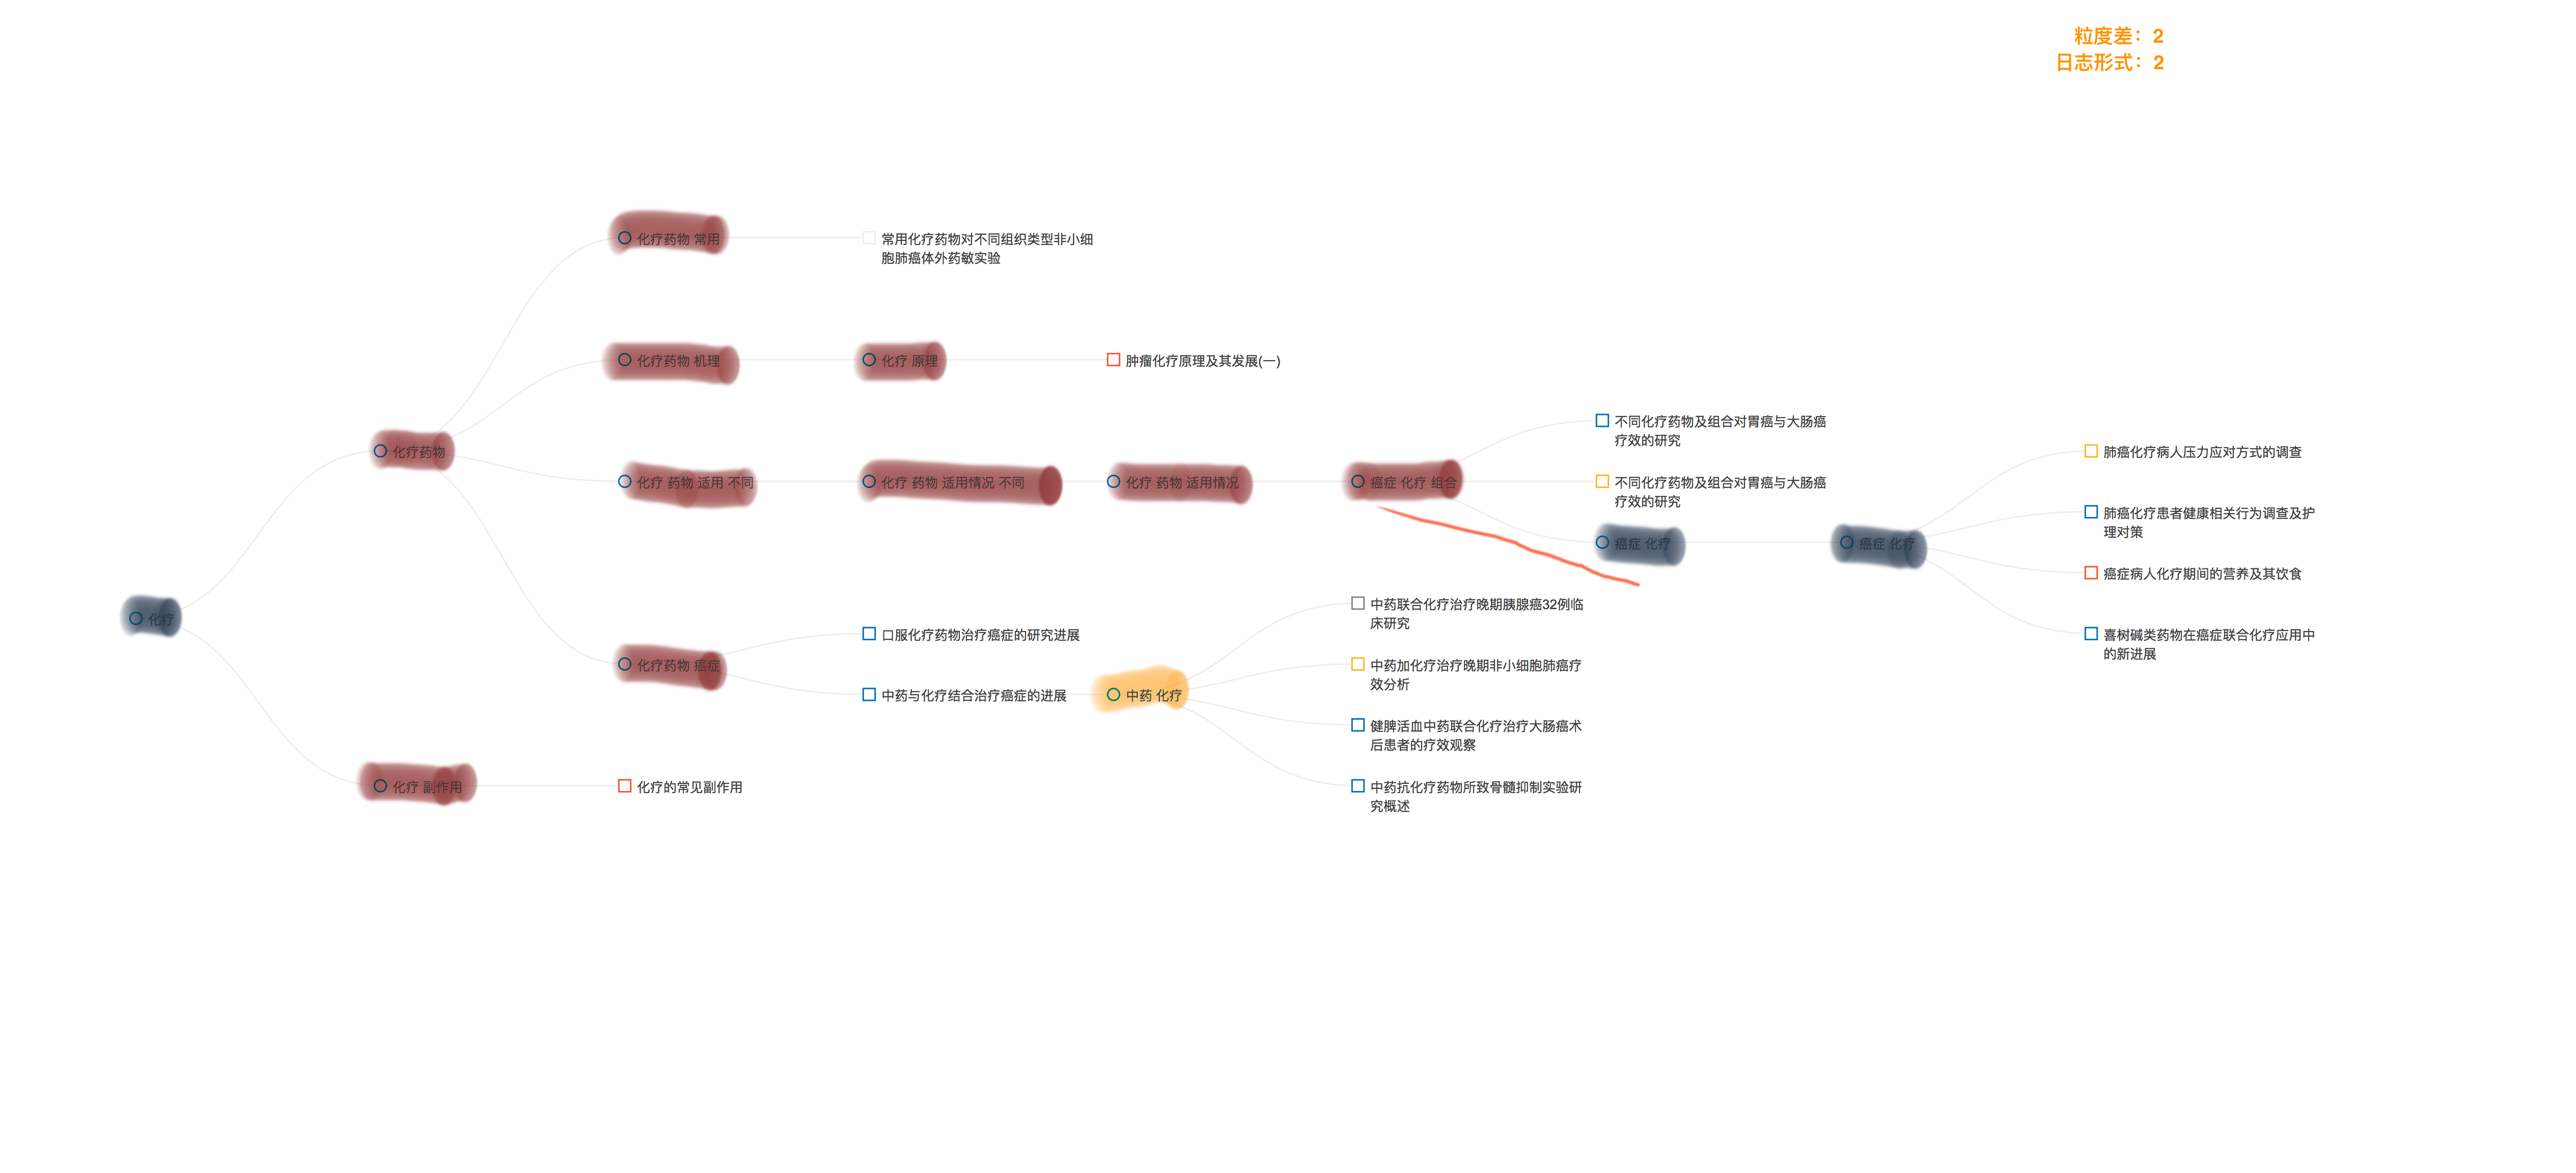 粒度差：2
日志形式：2
化疗药物 常用
常用化疗药物对不同组织类型非小细
胞肺癌体外药敏实验
化疗药物 机理
化疗 原理
肿瘤化疗原理及其发展(一)
化疗药物
化疗 药物 适用 不同
化疗 药物 适用情况 不同
化疗 药物 适用情况
癌症 化疗 组合
不同化疗药物及组合对胃癌与大肠癌
疗效的研究
不同化疗药物及组合对胃癌与大肠癌
疗效的研究
癌症 化疗
癌症 化疗
肺癌化疗病人压力应对方式的调查
肺癌化疗患者健康相关行为调查及护
理对策
癌症病人化疗期间的营养及其饮食
喜树碱类药物在癌症联合化疗应用中
的新进展
化疗
化疗药物 癌症
口服化疗药物治疗癌症的研究进展
中药与化疗结合治疗癌症的进展
中药 化疗
中药联合化疗治疗晚期胰腺癌32例临
床研究
中药加化疗治疗晚期非小细胞肺癌疗
效分析
健脾活血中药联合化疗治疗大肠癌术
后患者的疗效观察
中药抗化疗药物所致骨髓抑制实验研
究概述
化疗 副作用
化疗的常见副作用